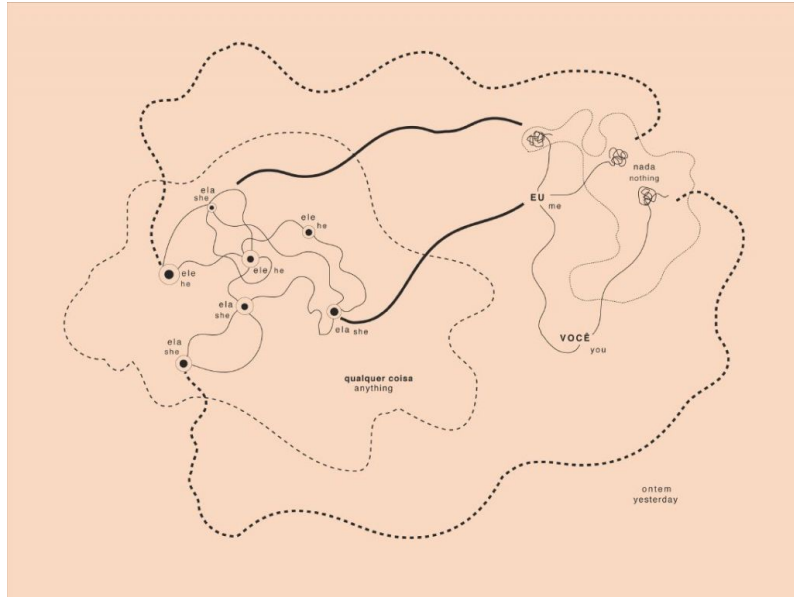 ela
she
ele
he
ele he
ele
he
ela
she
ela she
ela
she
qualquer coisa
anything
nada
nothing
EU
me
VOCÊ
you
ontem
yesterday